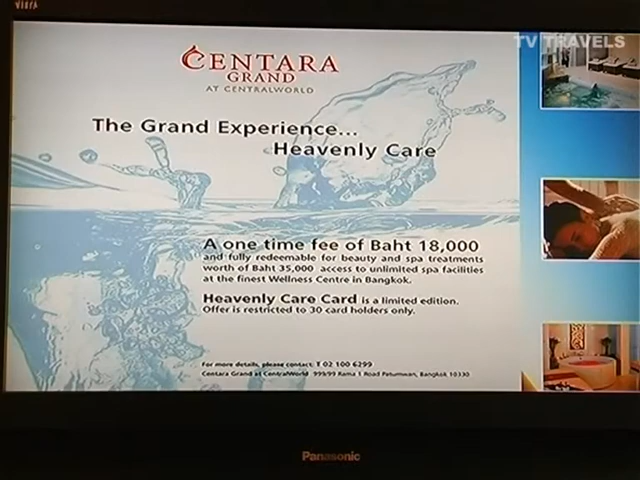 VIERA
TV TRAVELS
CENTARA
GRAND
AT CENTRALWORLD
The Grand Experience...
Heavenly Care
A one time fee of Baht 18,000
and fully redeemable for beauty and spa treatments
worth of Baht 35,000 access to unlimited spa facilities
at the finest Wellness Centre in Bangkok.
Heavenly Care Card is a limited edition.
Offer is restricted to 30 card holders only.
For more details, please contact: T 02 100 6299
Centara Grand at CentralWorld 999/99 Rama 1 Road Patumwan, Bangkok 10330
Panasonic